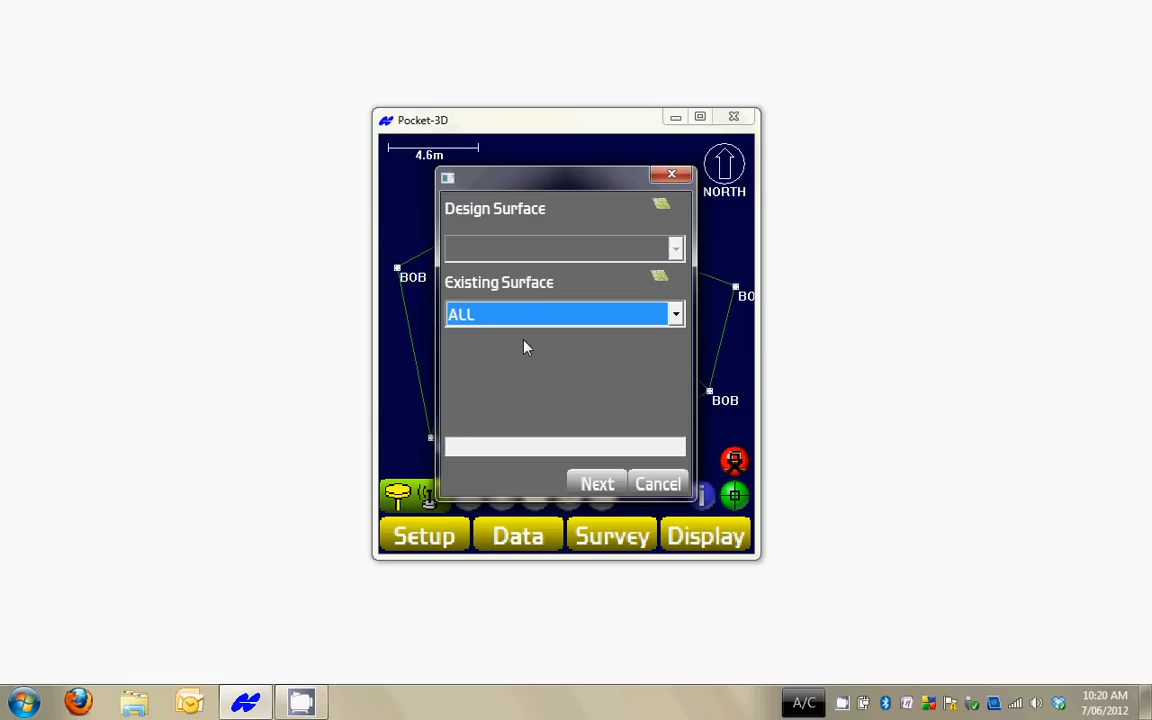 Pocket-3D
4.6m
NORTH
Design Surface
BOB
Existing Surface
BO
ALL
BOB
Next
Cancel
i
Setup
Data
Survey
Display
A/C
10:20 AM
7/06/2012